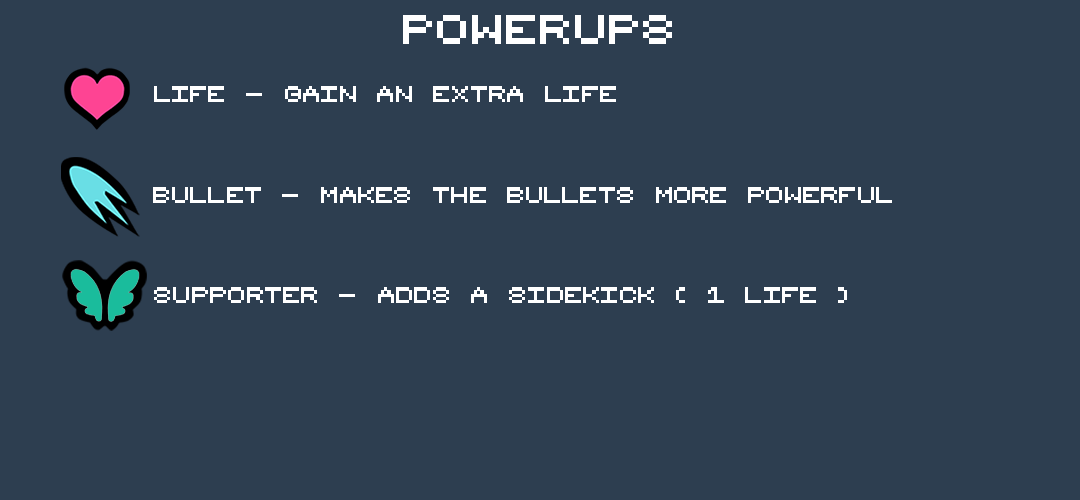 POWERUPS
LIFE - GAIN AN EXTRA LIFE
BULLET - MAKES THE BULLETS MORE POWERFUL
SUPPORTER - ADDS A SIDEKICK ( 1 LIFE )